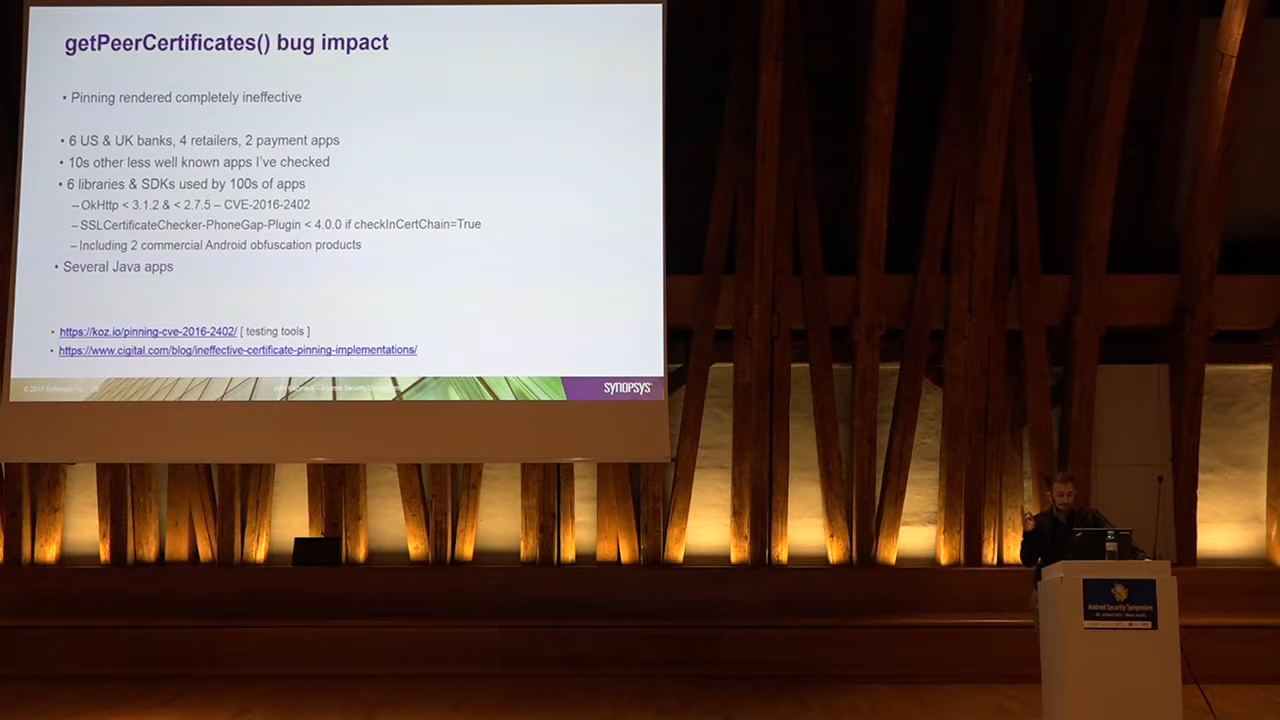 getPeerCertificates() bug impact
• Pinning rendered completely ineffective
• 6 US & UK banks, 4 retailers, 2 payment apps
• 10s other less well known apps I've checked
• 6 libraries & SDKs used by 100s of apps
– OkHttp < 3.1.2 & < 2.7.5 – CVE-2016-2402
– SSLCertificateChecker-PhoneGap-Plugin < 4.0.0 if checkInCertChain=True
– Including 2 commercial Android obfuscation products
• Several Java apps
• https://koz.io/pinning-cve-2016-2402/ [ testing tools ]
• https://www.cigital.com/blog/ineffective-certificate-pinning-implementations/
SYNOPSYS
Android Security Symposium